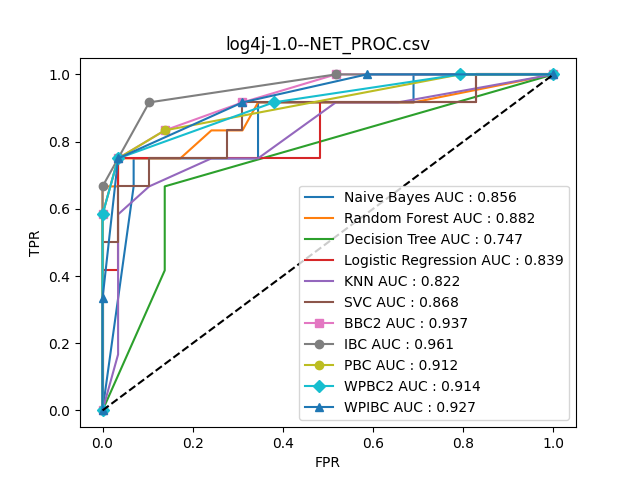 log4j-1.0--NET_PROC.csv
TPR
1.0
0.8
0.6
0.4
0.2
0.0
Naive Bayes AUC : 0.856
Random Forest AUC : 0.882
Decision Tree AUC : 0.747
Logistic Regression AUC : 0.839
KNN AUC : 0.822
SVC AUC : 0.868
BBC2 AUC : 0.937
IBC AUC : 0.961
PBC AUC : 0.912
WPBC2 AUC : 0.914
WPIBC AUC : 0.927
0.0 0.2 0.4 0.6 0.8 1.0
FPR